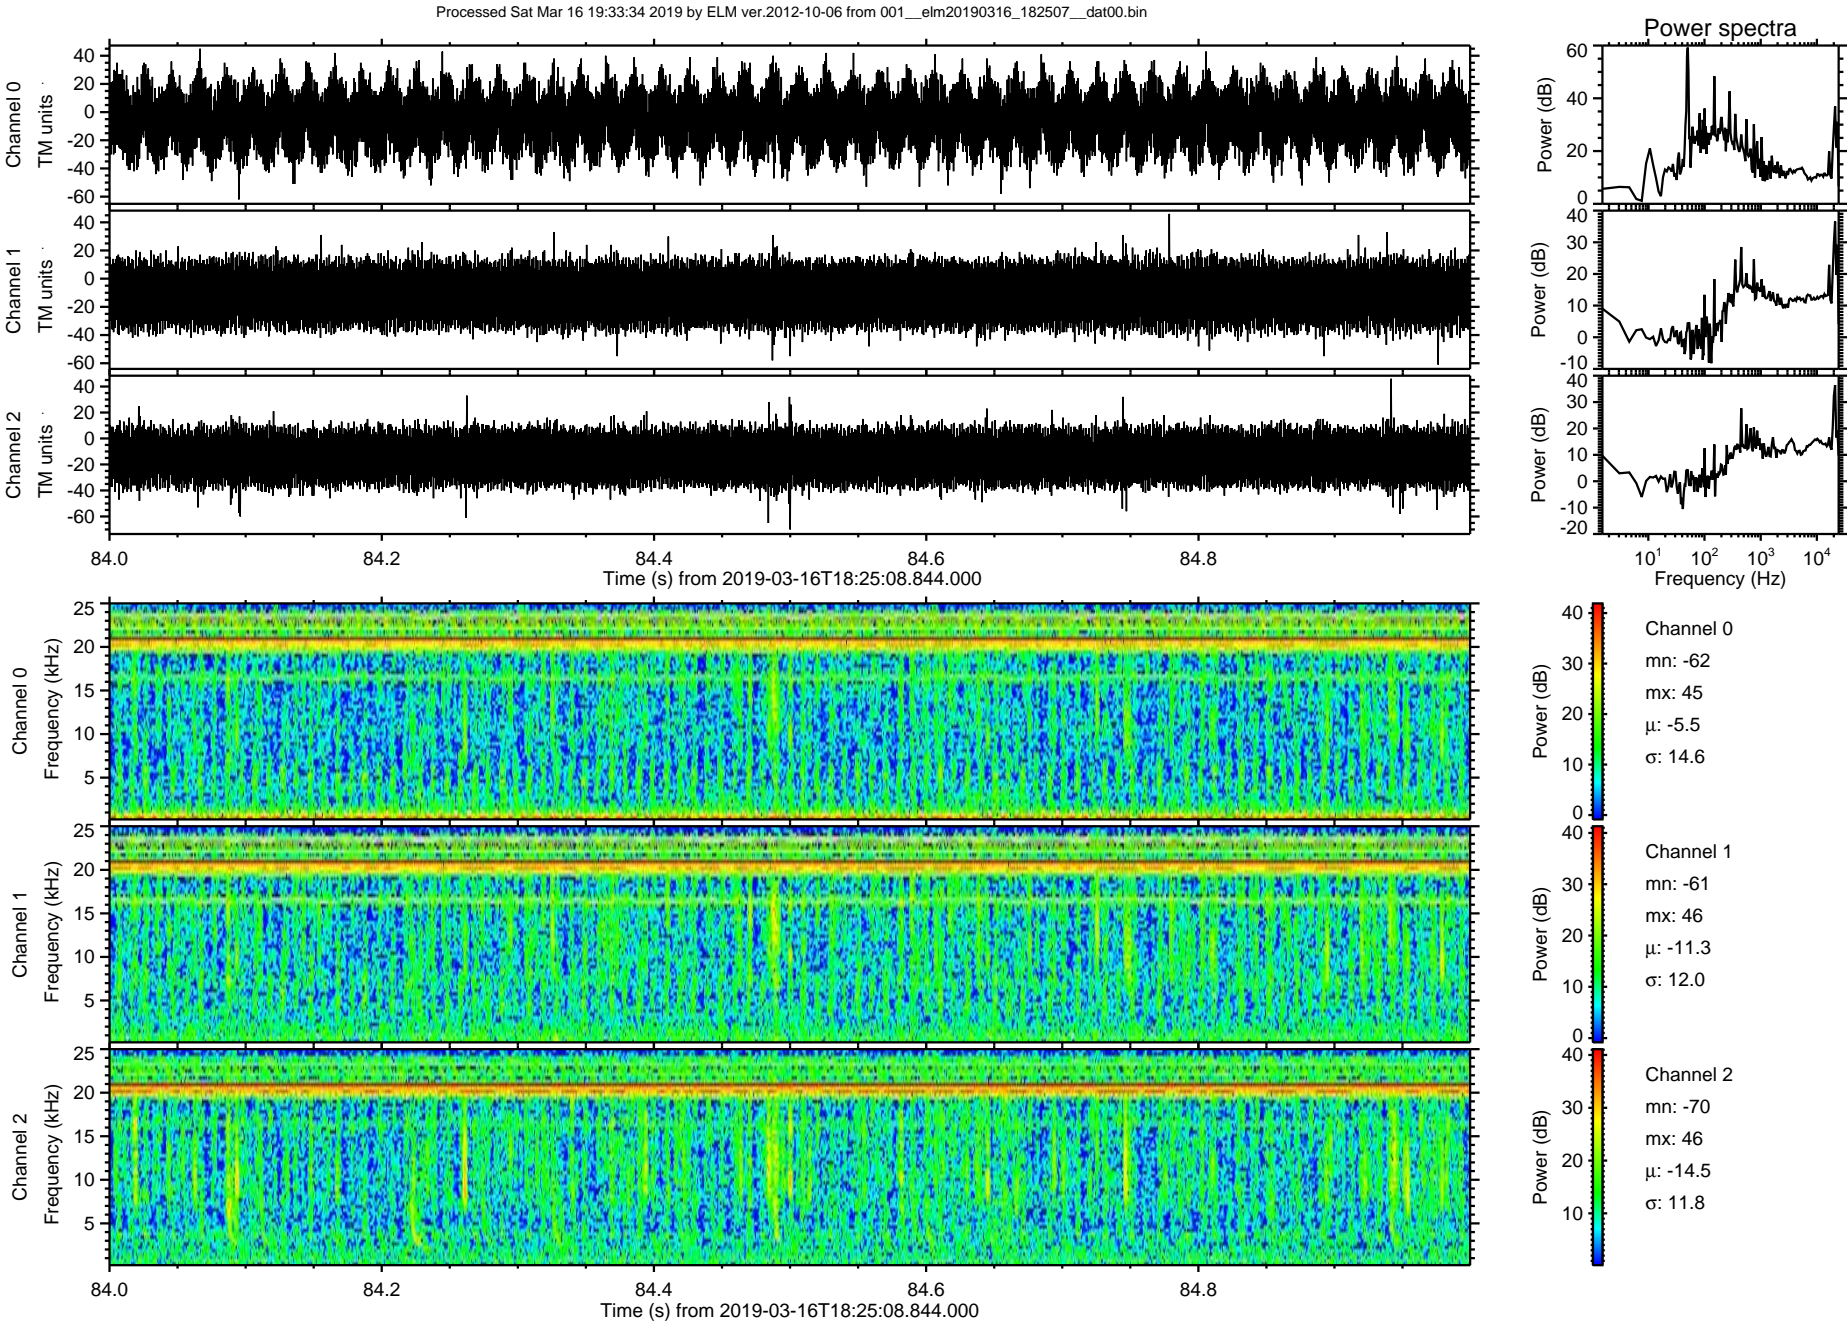 Processed Sat Mar 16 19:33:34 2019 by ELM ver.2012-10-06 from 001__elm20190316_182507__dat00.bin
Power spectra
Channel 0
TM units
40
20
0
-20
-40
-60
Power (dB)
60
40
20
0
Channel 1
TM units
40
20
0
-20
-40
-60
Power (dB)
40
30
20
10
0
-10
Channel 2
TM units
40
20
0
-20
-40
-60
Power (dB)
40
30
20
10
0
-10
-20
84.0 84.2 84.4 84.6 84.8
Time (s) from 2019-03-16T18:25:08.844.000
10¹ 10² 10³ 10⁴
Frequency (Hz)
Channel 0
Frequency (kHz)
25
20
15
10
5
Power (dB)
40
30
20
10
0
Channel 0
mn: -62
mx: 45
μ: -5.5
σ: 14.6
Channel 1
Frequency (kHz)
25
20
15
10
5
Power (dB)
40
30
20
10
0
Channel 1
mn: -61
mx: 46
μ: -11.3
σ: 12.0
Channel 2
Frequency (kHz)
25
20
15
10
5
Power (dB)
40
30
20
10
Channel 2
mn: -70
mx: 46
μ: -14.5
σ: 11.8
84.0 84.2 84.4 84.6 84.8
Time (s) from 2019-03-16T18:25:08.844.000